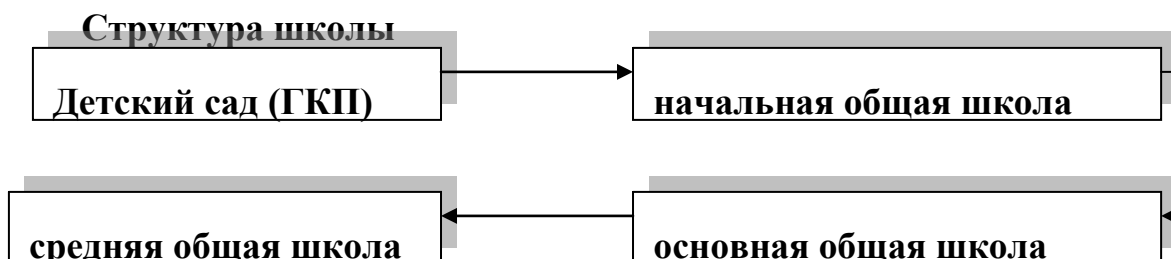 Структура школы
Детский сад (ГКП)
начальная общая школа
средняя общая школа
основная общая школа